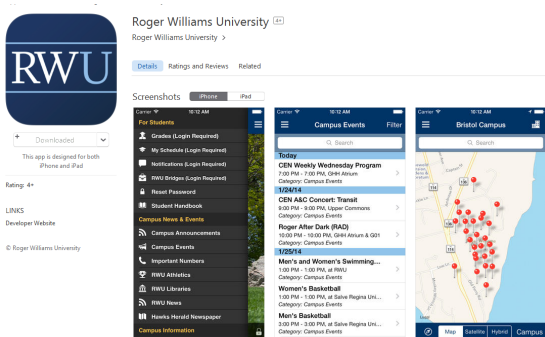 Roger Williams University 4+
Roger Williams University >
Details Ratings and Reviews Related
RWU
+ Downloaded
This app is designed for both
iPhone and iPad
Rating: 4+
LINKS
Developer Website
© Roger Williams University
Screenshots iPhone iPad
Carrier 10:12 AM
For Students
Grades (Login Required)
My Schedule (Login Required)
Notifications (Login Required)
RWU Bridges (Login Required)
Reset Password
Student Handbook
Campus News & Events
Campus Announcements
Campus Events
Important Numbers
RWU Athletics
RWU Libraries
RWU News
Hawks Herald Newspaper
Campus Information
Carrier 10:12 AM
Campus Events Filter
Search
Today
CEN Weekly Wednesday Program
7:00 PM - 7:00 PM, GHH Atrium
Category: Campus Events
1/24/14
CEN A&C Concert: Transit
9:00 PM - 9:00 PM, Upper Commons
Category: Campus Events
Roger After Dark (RAD)
10:00 PM - 10:00 PM, GHH Atrium & G01
Category: Campus Events
1/25/14
Men's and Women's Swimming...
1:00 PM - 1:00 PM, at RWU
Category: Campus Events
Women's Basketball
1:00 PM - 1:00 PM, at Salve Regina Uni...
Category: Campus Events
Men's Basketball
3:00 PM - 3:00 PM, at Salve Regina Uni...
Category: Campus Events
Carrier 10:12 AM
Bristol Campus
Search
114
136
114
Legal
Map Satellite Hybrid Campus